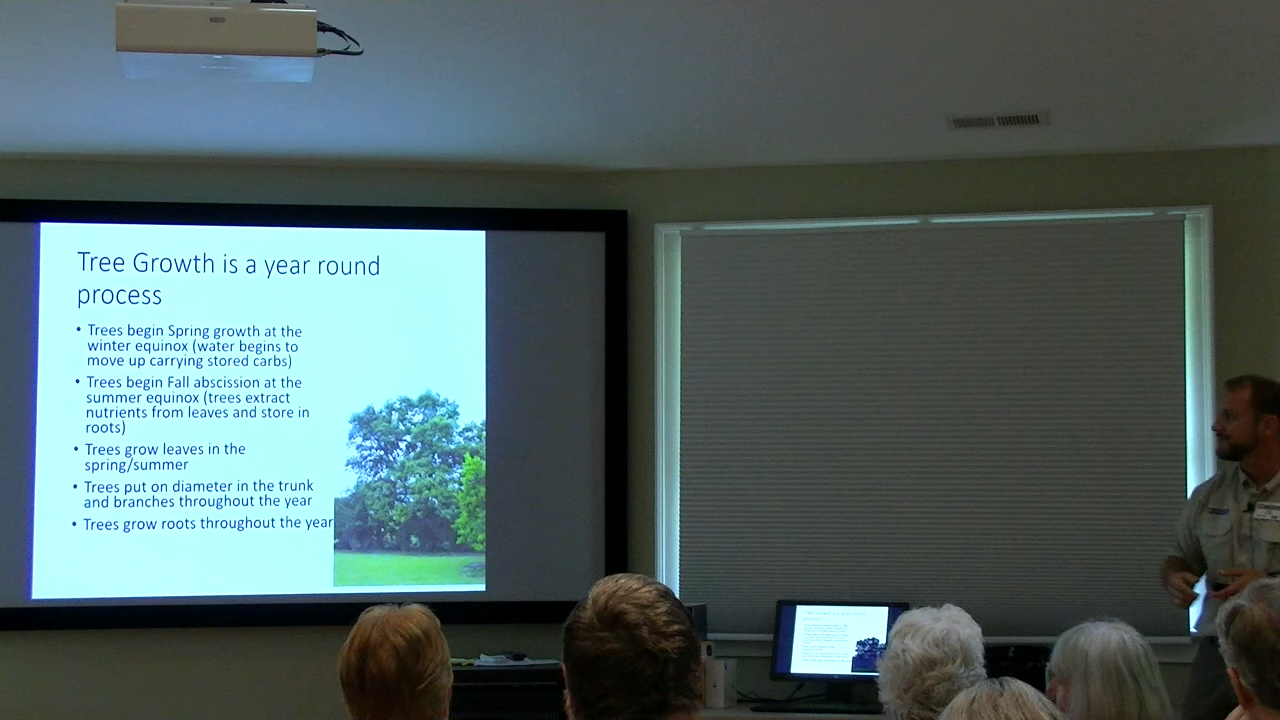 Tree Growth is a year round
process
• Trees begin Spring growth at the
winter equinox (water begins to
move up carrying stored carbs)
• Trees begin Fall abscission at the
summer equinox (trees extract
nutrients from leaves and store in
roots)
• Trees grow leaves in the
spring/summer
• Trees put on diameter in the trunk
and branches throughout the year
• Trees grow roots throughout the year